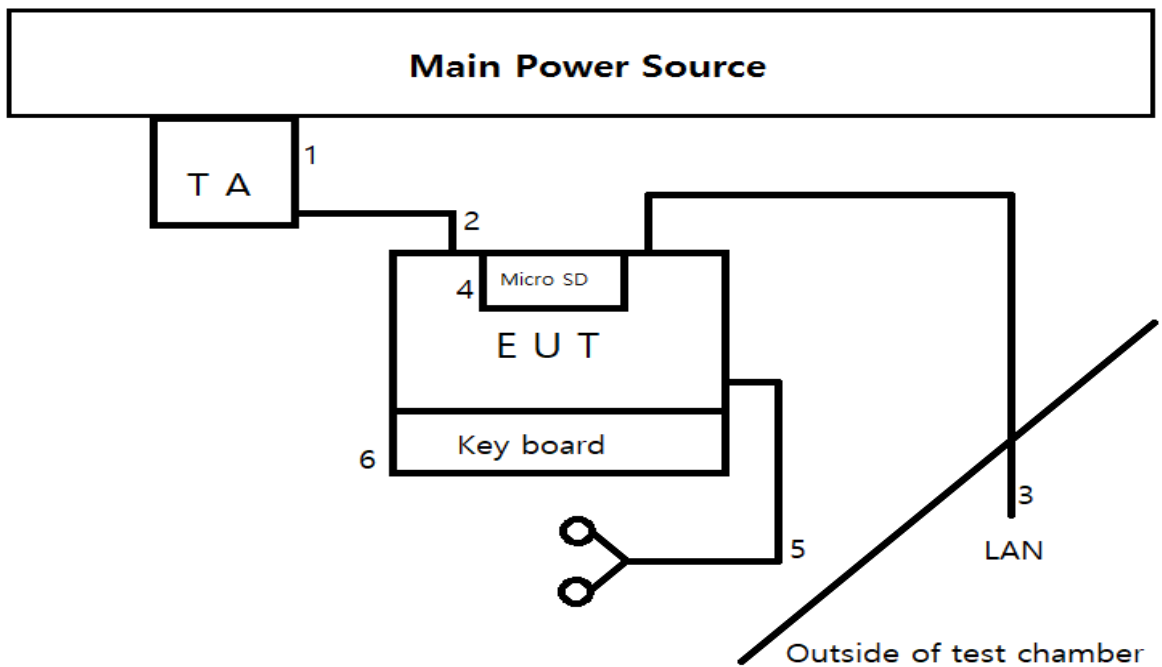 Main Power Source
1
T A
2
Micro SD
4
E U T
Key board
6
3
5
LAN
Outside of test chamber